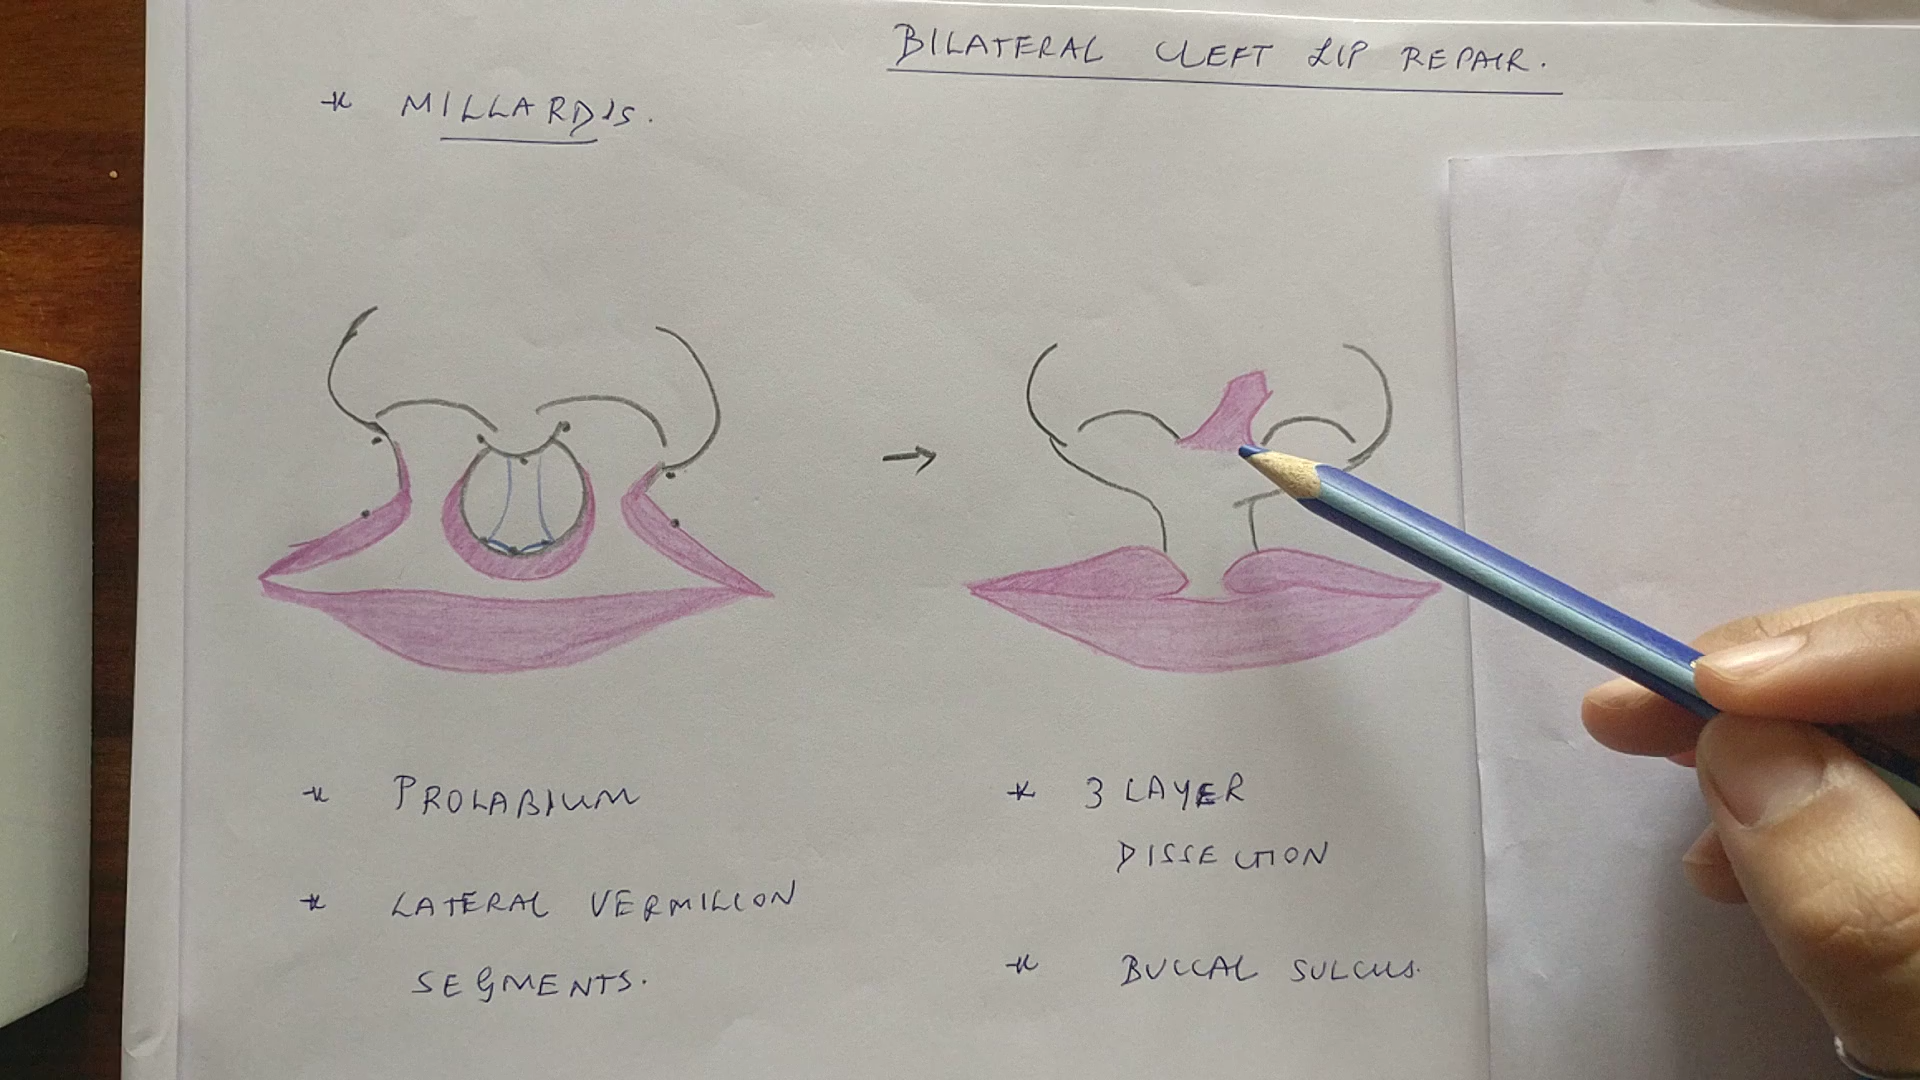 BILATERAL CLEFT LIP REPAIR.
* MILLARD'S.
* PROLABIUM
* LATERAL VERMILLON
SEGMENTS.
* 3 LAYER
DISSECTION
* BUCCAL SULCUS.